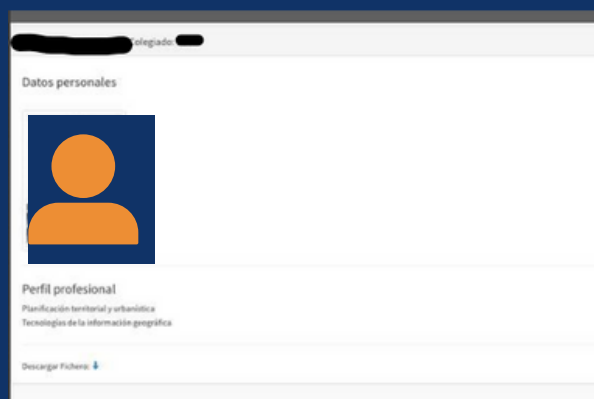 Colegiado:
Datos personales
Perfil profesional
Planificación territorial y urbanística
Tecnologías de la información geográfica
Descargar Fichero: